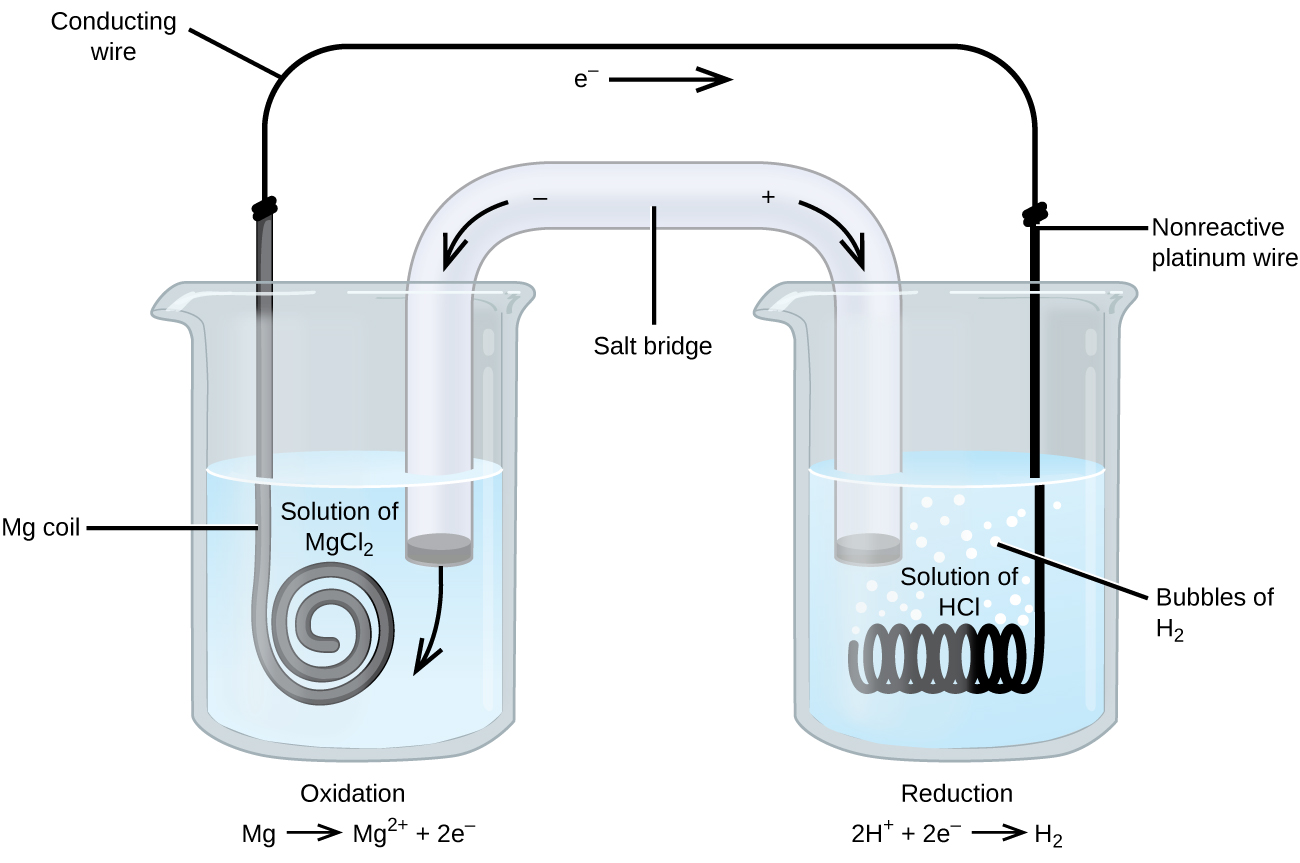 Conducting
wire
e⁻
–
+
Nonreactive
platinum wire
Salt bridge
Mg coil
Solution of
MgCl₂
Solution of
HCl
Bubbles of
H₂
Oxidation
Mg ⟶ Mg²⁺ + 2e⁻
Reduction
2H⁺ + 2e⁻ ⟶ H₂